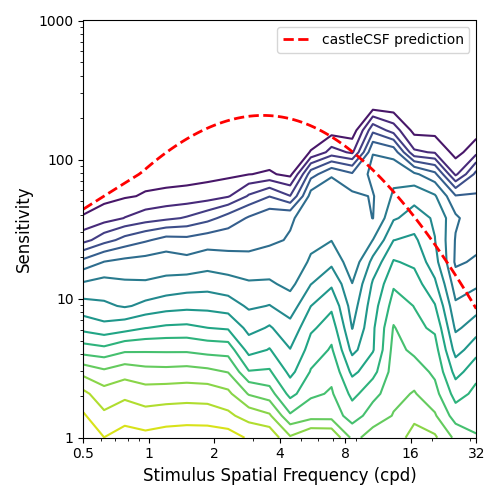 1000
castleCSF prediction
100
Sensitivity
10
1
0.5 1 2 4 8 16 32
Stimulus Spatial Frequency (cpd)